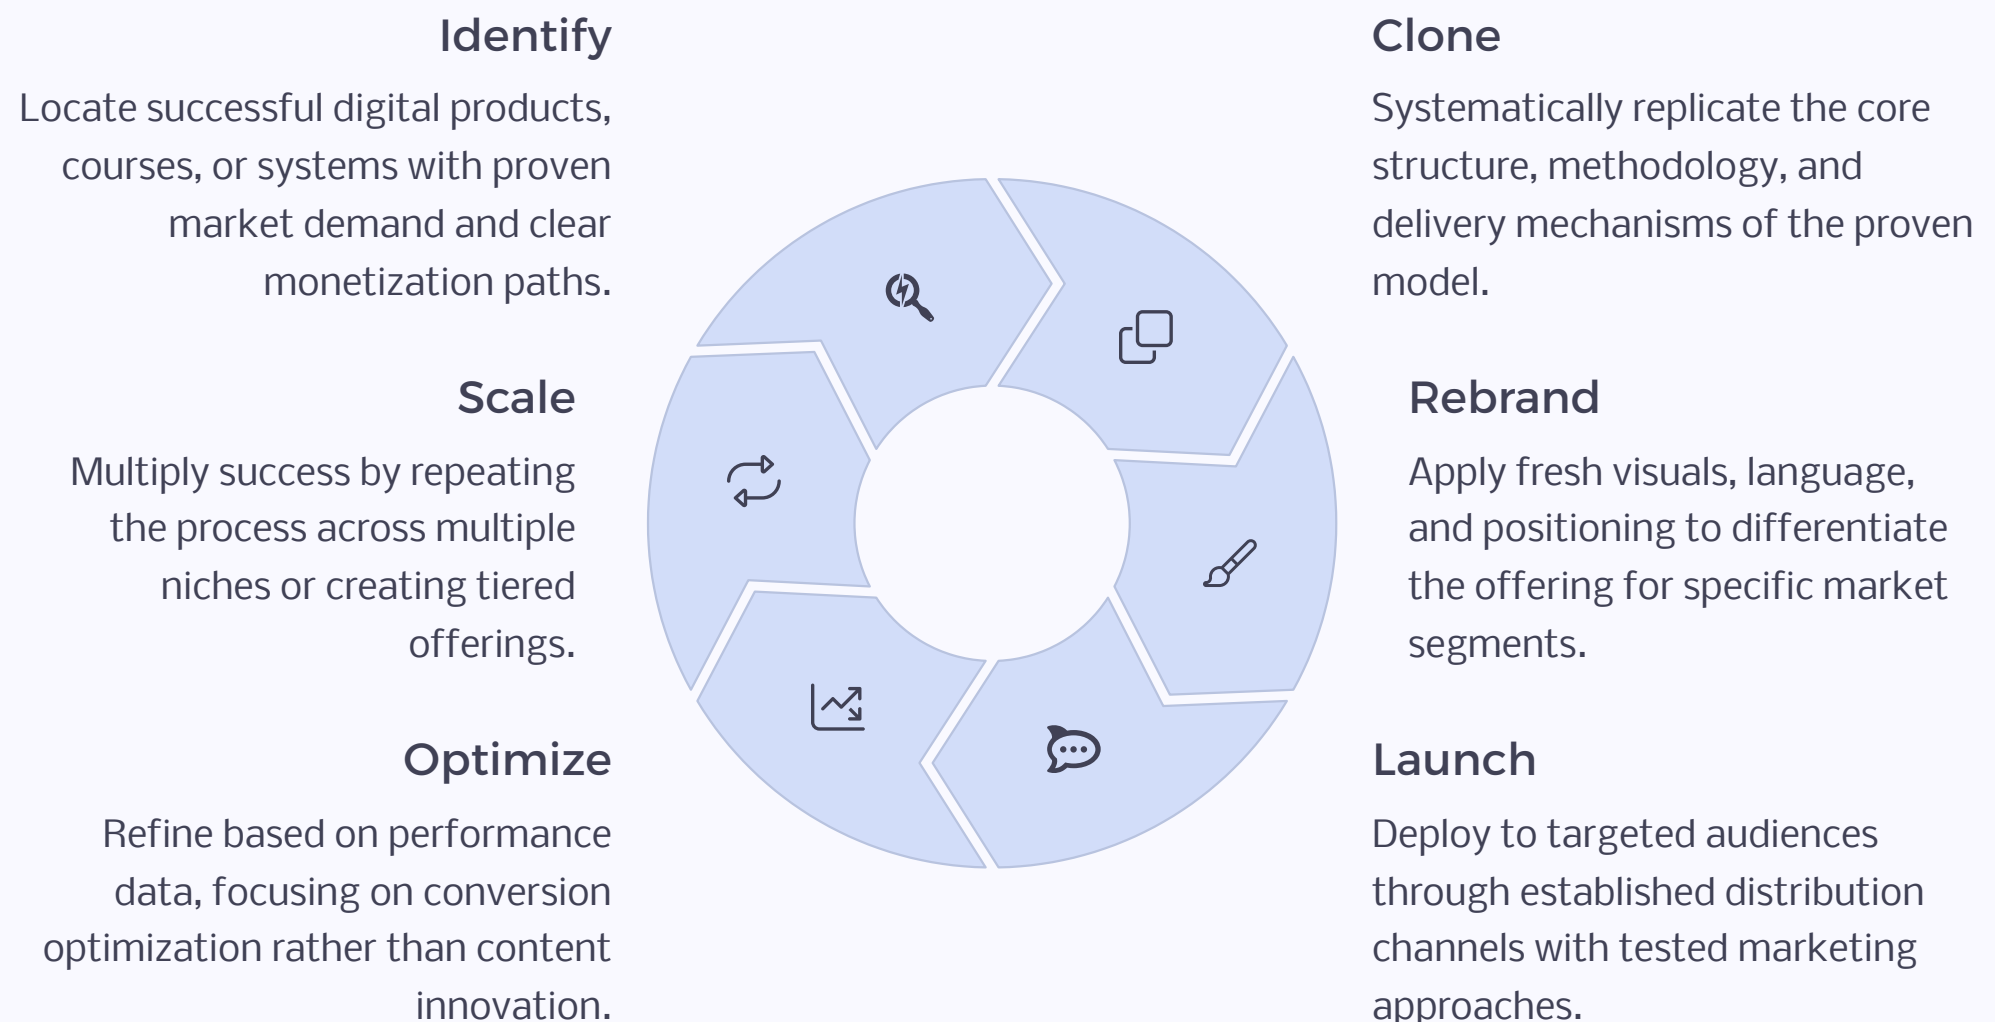 Identify
Locate successful digital products,
courses, or systems with proven
market demand and clear
monetization paths.
Clone
Systematically replicate the core
structure, methodology, and
delivery mechanisms of the proven
model.
Rebrand
Apply fresh visuals, language,
and positioning to differentiate
the offering for specific market
segments.
Launch
Deploy to targeted audiences
through established distribution
channels with tested marketing
approaches.
Optimize
Refine based on performance
data, focusing on conversion
optimization rather than content
innovation.
Scale
Multiply success by repeating
the process across multiple
niches or creating tiered
offerings.